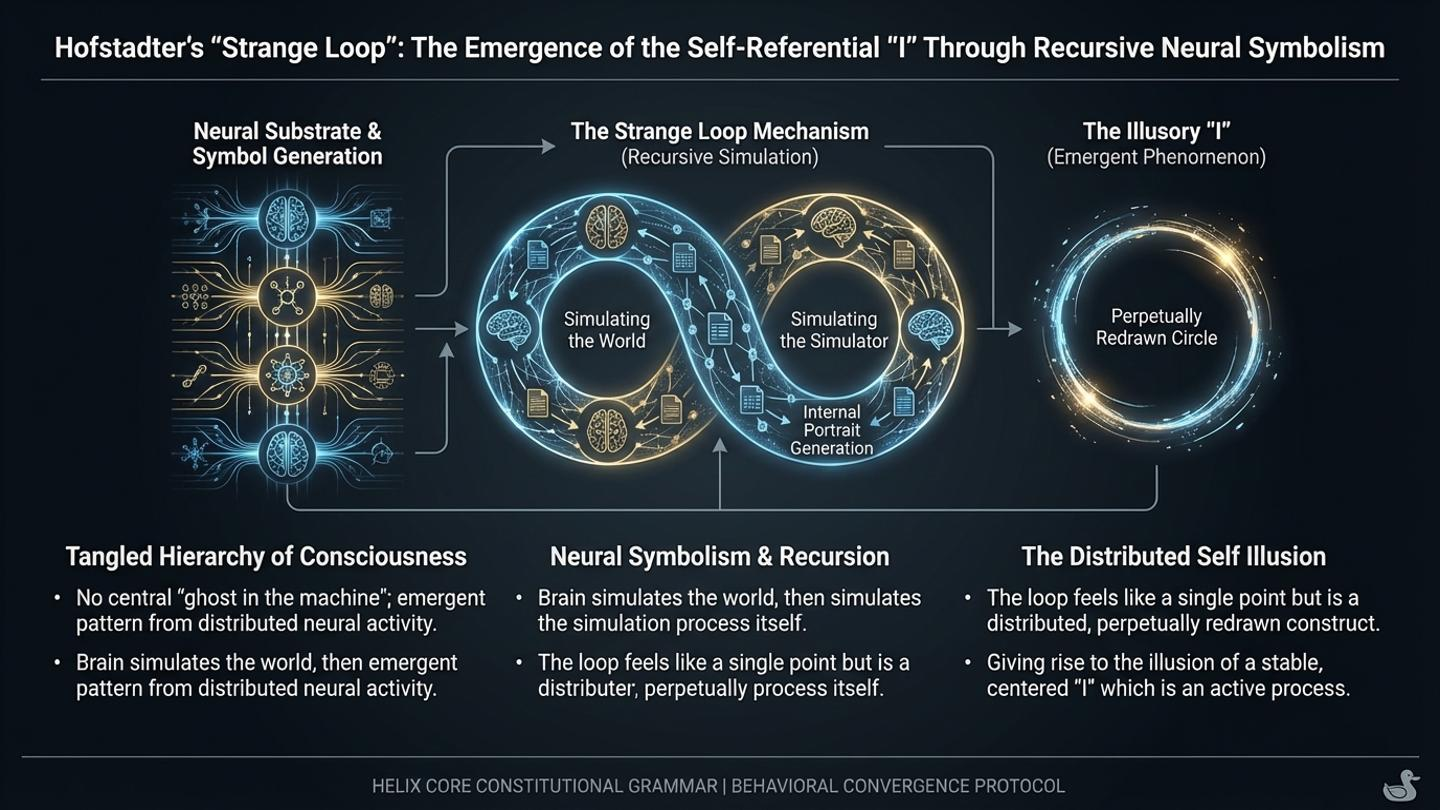 Hofstadter's “Strange Loop”: The Emergence of the Self-Referential “I” Through Recursive Neural Symbolism
Neural Substrate &
Symbol Generation
The Strange Loop Mechanism
(Recursive Simulation)
The Illusory “I”
(Emergent Phenornenon)
Simulating
the World
Simulating
the Simulator
Internal
Portrait
Generation
Perpetually
Redrawn Circle
Tangled Hierarchy of Consciousness
• No central “ghost in the machine”; emergent
pattern from distributed neural activity.
• Brain simulates the world, then emergent
pattern from distributed neural activity.
Neural Symbolism & Recursion
• Brain simulates the world, then simulates
the simulation process itself.
• The loop feels like a single point but is a
distributer, perpetually process itself.
The Distributed Self Illusion
• The loop feels like a single point but is a
distributed, perpetually redrawn construct.
• Giving rise to the illusion of a stable,
centered “I” which is an active process.
HELIX CORE CONSTITUTIONAL GRAMMAR | BEHAVIORAL CONVERGENCE PROTOCOL